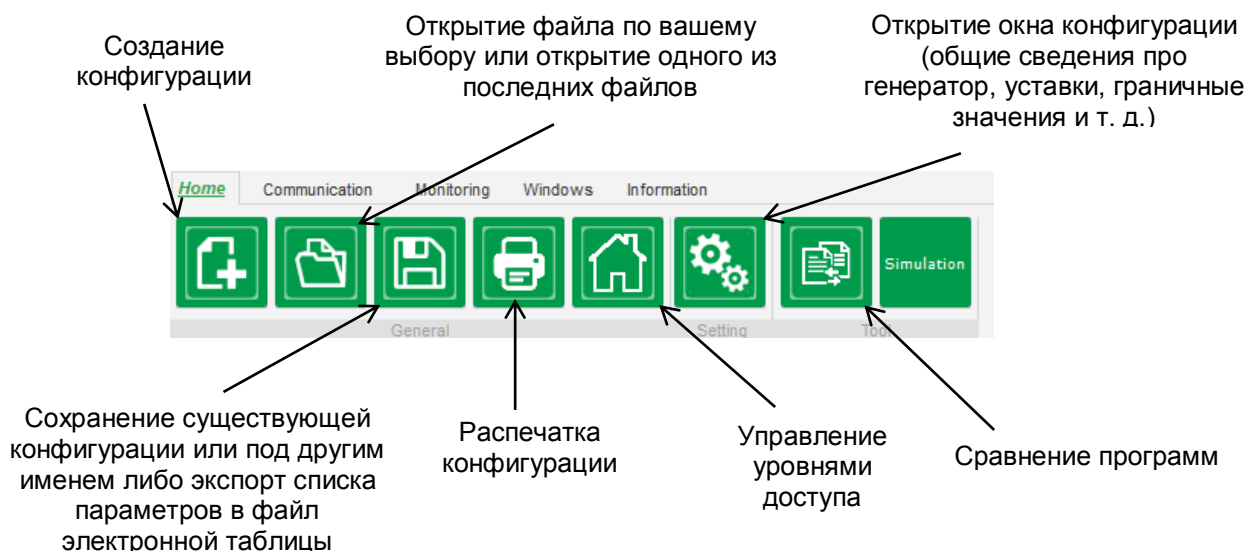 Создание
конфигурации
Открытие файла по вашему
выбору или открытие одного из
последних файлов
Открытие окна конфигурации
(общие сведения про
генератор, уставки, граничные
значения и т. д.)
Home Communication Monitoring Windows Information
Simulation
General Setting Tool
Сохранение существующей
конфигурации или под другим
именем либо экспорт списка
параметров в файл
электронной таблицы
Распечатка
конфигурации
Управление
уровнями
доступа
Сравнение программ